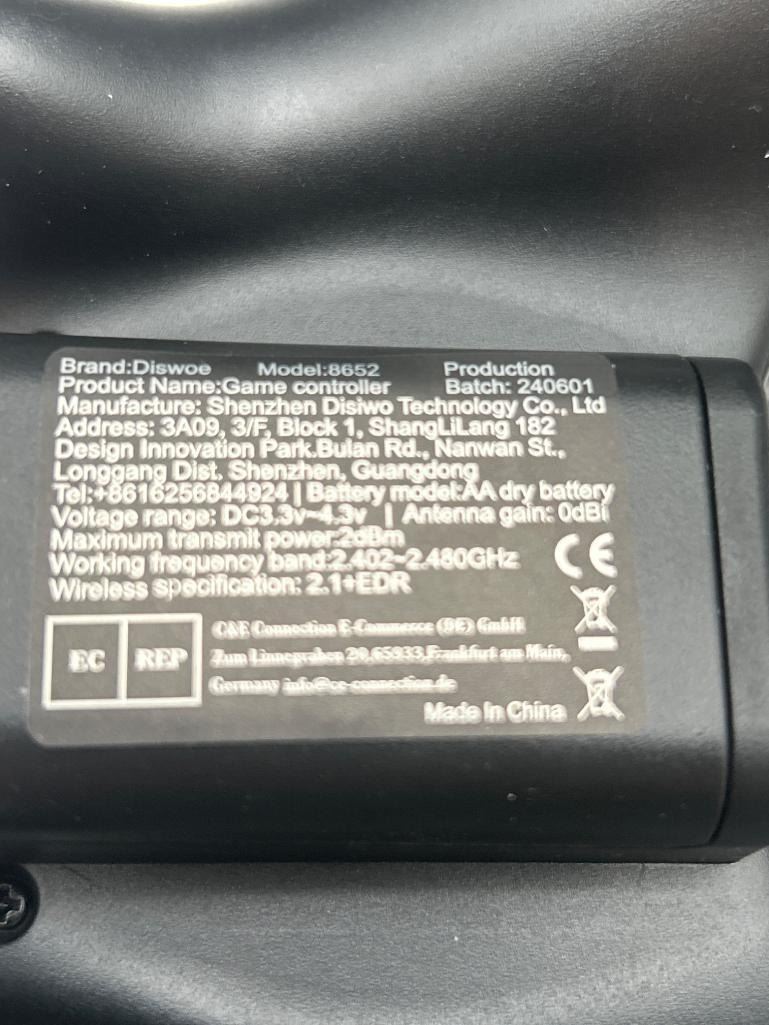 Brand:Diswoe Model:8652 Production
Product Name:Game controller Batch: 240601
Manufacture: Shenzhen Disiwo Technology Co., Ltd
Address: 3A09, 3/F, Block 1, ShangLiLang 182
Design Innovation Park.Bulan Rd., Nanwan St.,
Longgang Dist, Shenzhen, Guangdong
Tel:+8616256844924 | Battery model:AA dry battery
Voltage range: DC3.3v~4.3v | Antenna gain: 0dBi
Maximum transmit power:2dBm
Working frequency band:2.402~2.480GHz
Wireless specification: 2.1+EDR
CE
EC REP
C&E Connection E-Commerce (DE) GmbH
Zum Linnegraben 20,65933,Frankfurt am Main,
Germany info@ce-connection.de
Made In China